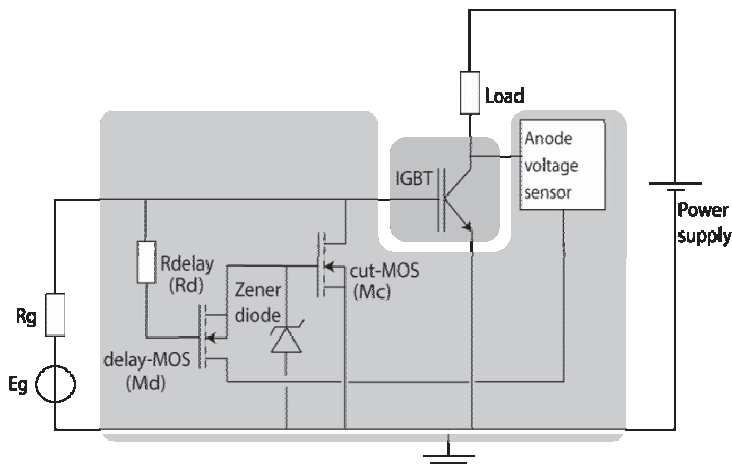 Load
Anode
voltage
sensor
IGBT
Power
supply
Rdelay
(Rd)
Zener
diode
cut-MOS
(Mc)
Rg
delay-MOS
(Md)
Eg